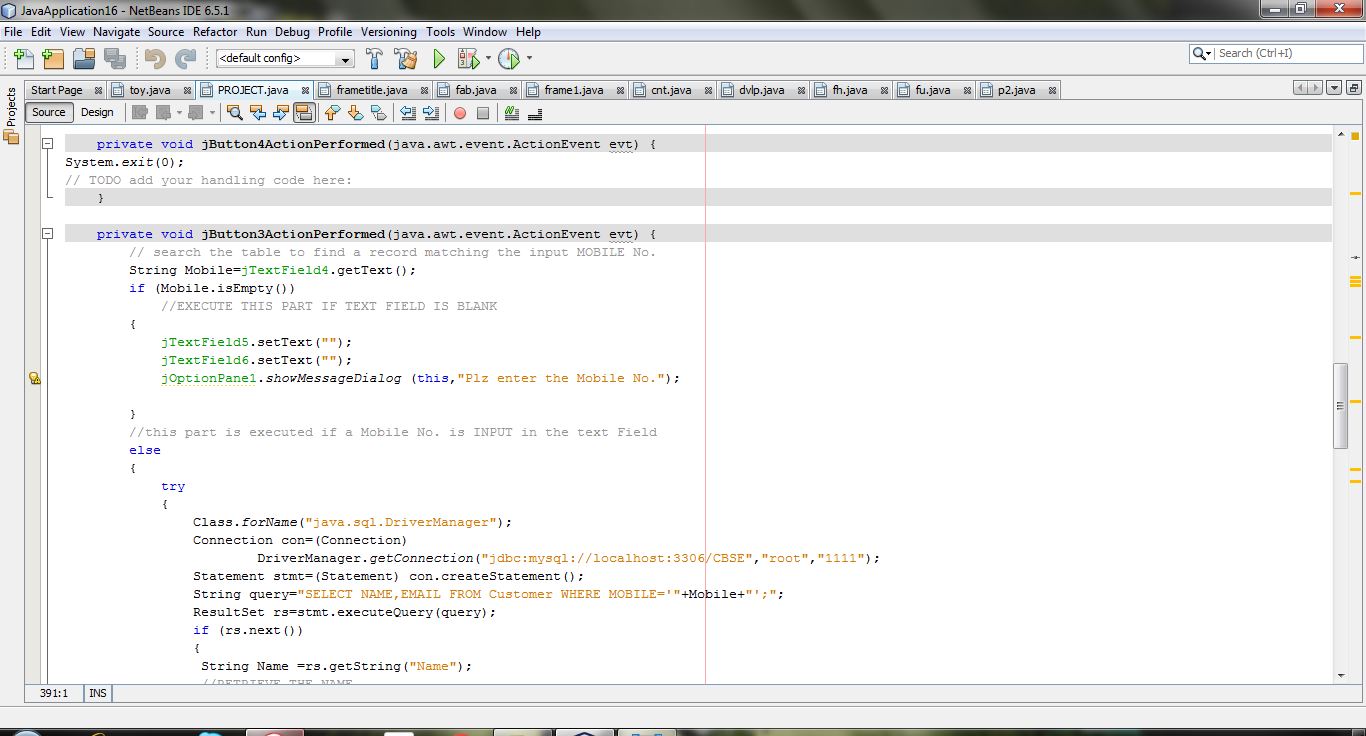 JavaApplication16 - NetBeans IDE 6.5.1
File Edit View Navigate Source Refactor Run Debug Profile Versioning Tools Window Help
<default config>
Search (Ctrl+I)
Projects
Start Page toy.java PROJECT.java frametitle.java fab.java frame1.java cnt.java dvlp.java fh.java fu.java p2.java
Source Design
private void jButton4ActionPerformed(java.awt.event.ActionEvent evt) {
System.exit(0);
// TODO add your handling code here:
}
private void jButton3ActionPerformed(java.awt.event.ActionEvent evt) {
// search the table to find a record matching the input MOBILE No.
String Mobile=jTextField4.getText();
if (Mobile.isEmpty())
//EXECUTE THIS PART IF TEXT FIELD IS BLANK
{
jTextField5.setText("");
jTextField6.setText("");
jOptionPane1.showMessageDialog (this,"Plz enter the Mobile No.");
}
//this part is executed if a Mobile No. is INPUT in the text Field
else
{
try
{
Class.forName("java.sql.DriverManager");
Connection con=(Connection)
DriverManager.getConnection("jdbc:mysql://localhost:3306/CBSE","root","1111");
Statement stmt=(Statement) con.createStatement();
String query="SELECT NAME,EMAIL FROM Customer WHERE MOBILE='"+Mobile+"';";
ResultSet rs=stmt.executeQuery(query);
if (rs.next())
{
String Name =rs.getString("Name");
//RETRIEVE THE NAME
391:1 INS